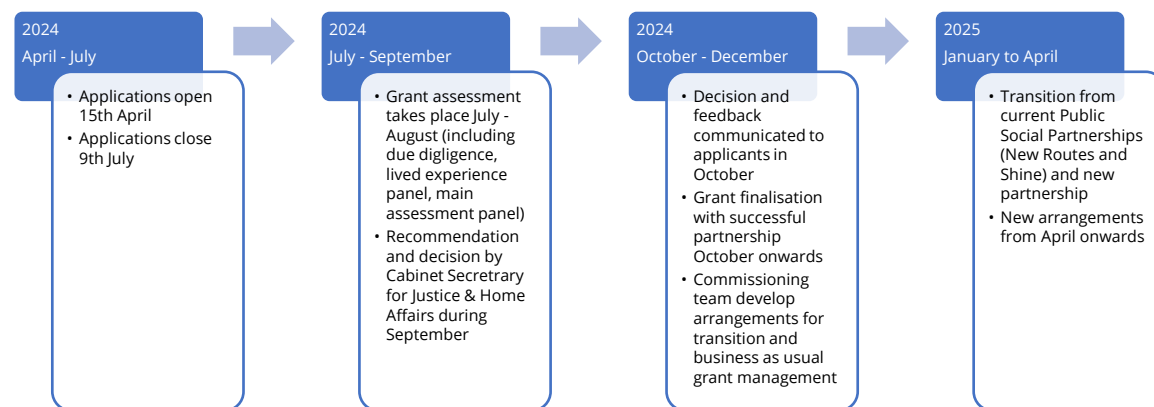 2024
April - July
• Applications open
15th April
• Applications close
9th July
2024
July - September
• Grant assessment
takes place July -
August (including
due digligence,
lived experience
panel, main
assessment panel)
• Recommendation
and decision by
Cabinet Secretrary
for Justice & Home
Affairs during
September
2024
October - December
• Decision and
feedback
communicated to
applicants in
October
• Grant finalisation
with successful
partnership
October onwards
• Commissioning
team develop
arrangements for
transition and
business as usual
grant management
2025
January to April
• Transition from
current Public
Social Partnerships
(New Routes and
Shine) and new
partnership
• New arrangements
from April onwards